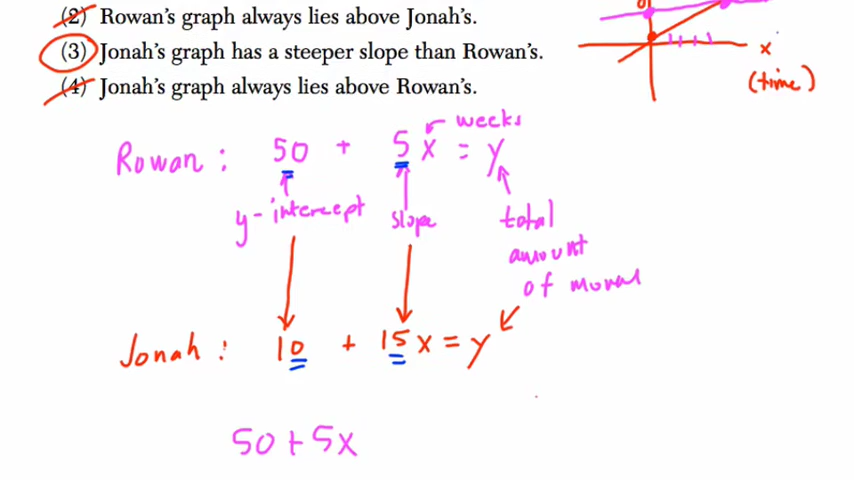 (2) Rowan's graph always lies above Jonah's.
(3) Jonah's graph has a steeper slope than Rowan's.
(4) Jonah's graph always lies above Rowan's.
x
(time)
weeks
Rowan: 50 + 5x = y
y-intercept slope total
amount
of
Jonah: 10 + 15x = y
50 + 5x